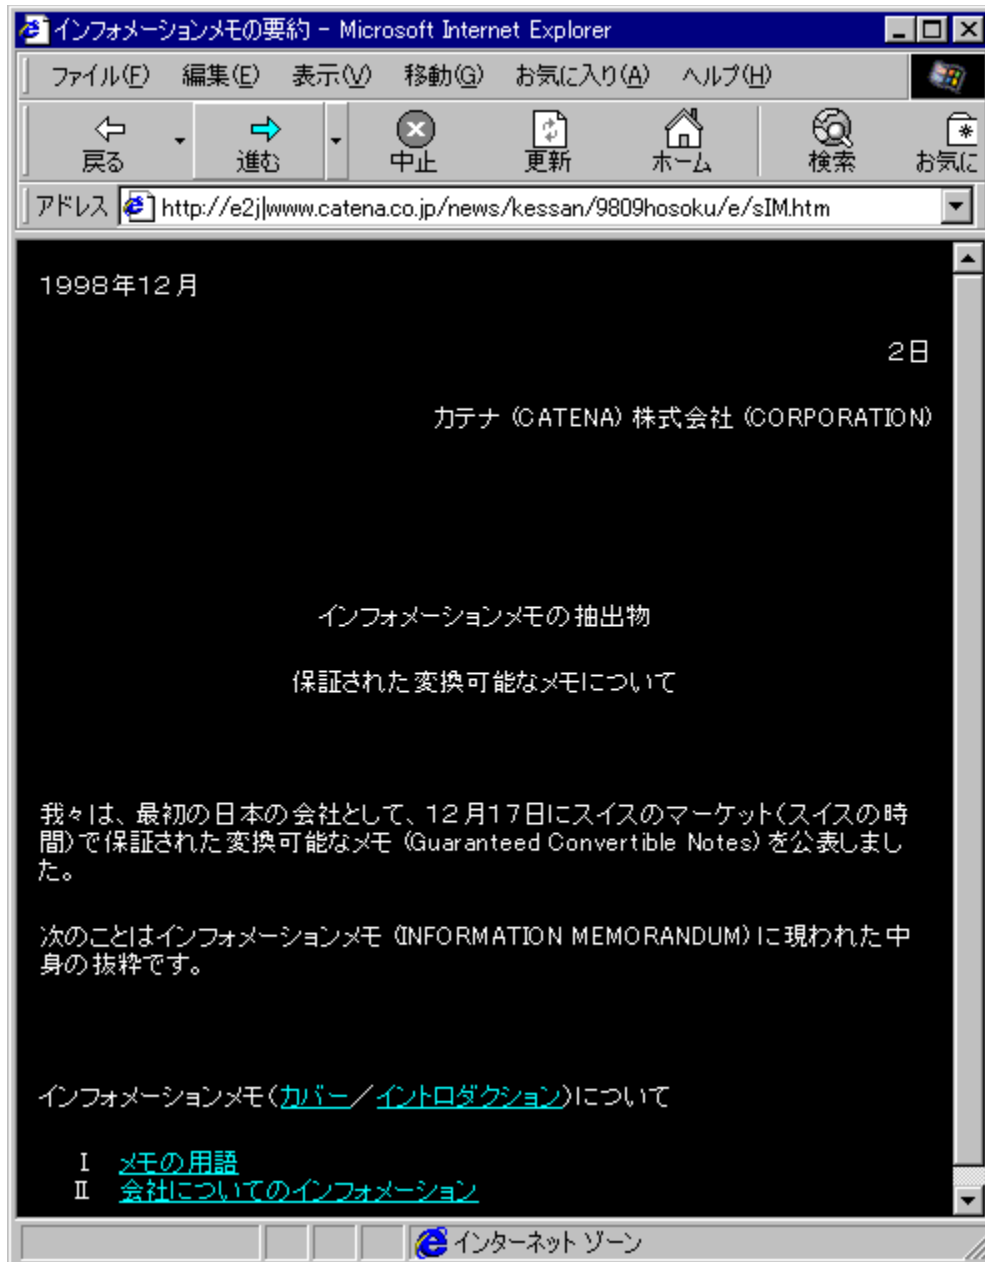 インフォメーションメモの要約 - Microsoft Internet Explorer
ファイル(F) 編集(E) 表示(V) 移動(G) お気に入り(A) ヘルプ(H)
戻る 進む 中止 更新 ホーム 検索 お気に
アドレス http://e2j|www.catena.co.jp/news/kessan/9809hosoku/e/sIM.htm
1998年12月
2日
カテナ (CATENA) 株式会社 (CORPORATION)
インフォメーションメモの抽出物
保証された変換可能なメモについて
我々は、最初の日本の会社として、12月17日にスイスのマーケット(スイスの時
間)で保証された変換可能なメモ (Guaranteed Convertible Notes) を公表しまし
た。
次のことはインフォメーションメモ (INFORMATION MEMORANDUM) に現われた中
身の抜粋です。
インフォメーションメモ(カバー/イントロダクション)について
I メモの用語
II 会社についてのインフォメーション
インターネット ゾーン